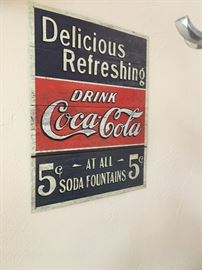 Delicious
Refreshing
DRINK
Coca-Cola
5¢ AT ALL 5¢
SODA FOUNTAINS